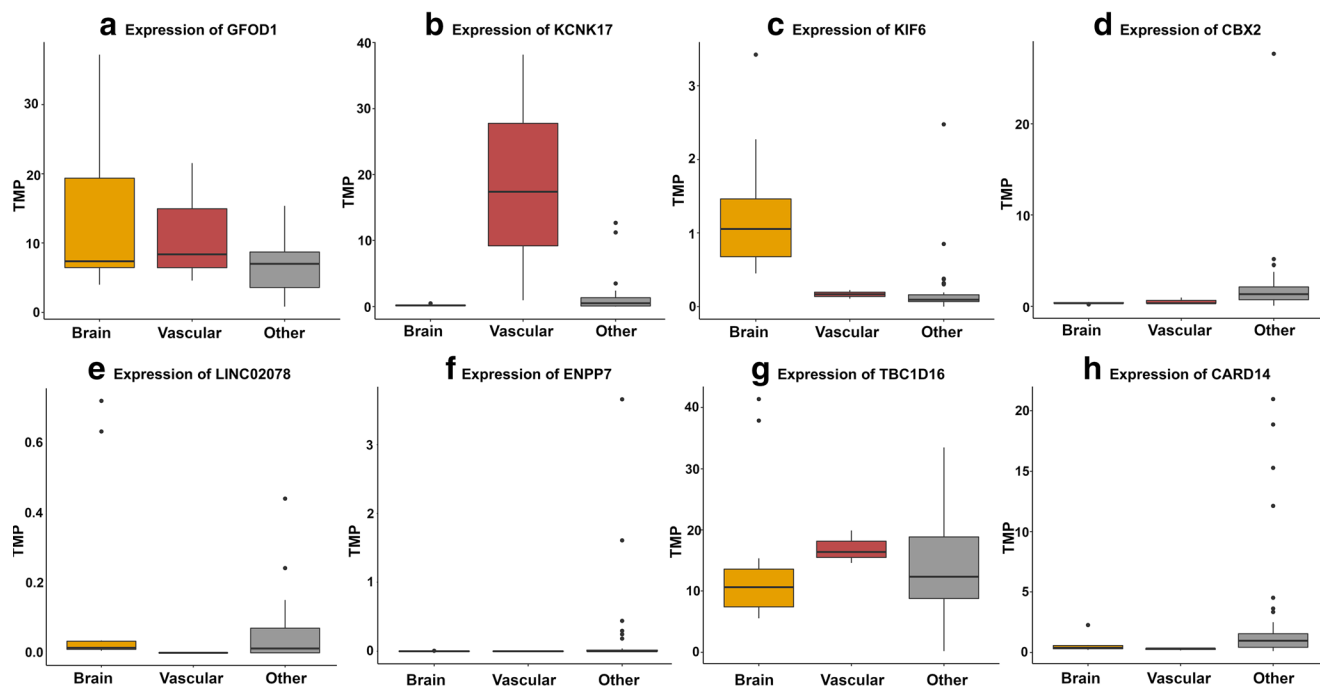 a Expression of GFOD1
TMP
30
20
10
0
Brain Vascular Other
b Expression of KCNK17
TMP
40
30
20
10
0
Brain Vascular Other
c Expression of KIF6
TMP
3
2
1
0
Brain Vascular Other
d Expression of CBX2
TMP
20
10
0
Brain Vascular Other
e Expression of LINC02078
TMP
0.6
0.4
0.2
0.0
Brain Vascular Other
f Expression of ENPP7
TMP
3
2
1
0
Brain Vascular Other
g Expression of TBC1D16
TMP
40
30
20
10
0
Brain Vascular Other
h Expression of CARD14
TMP
20
15
10
5
0
Brain Vascular Other